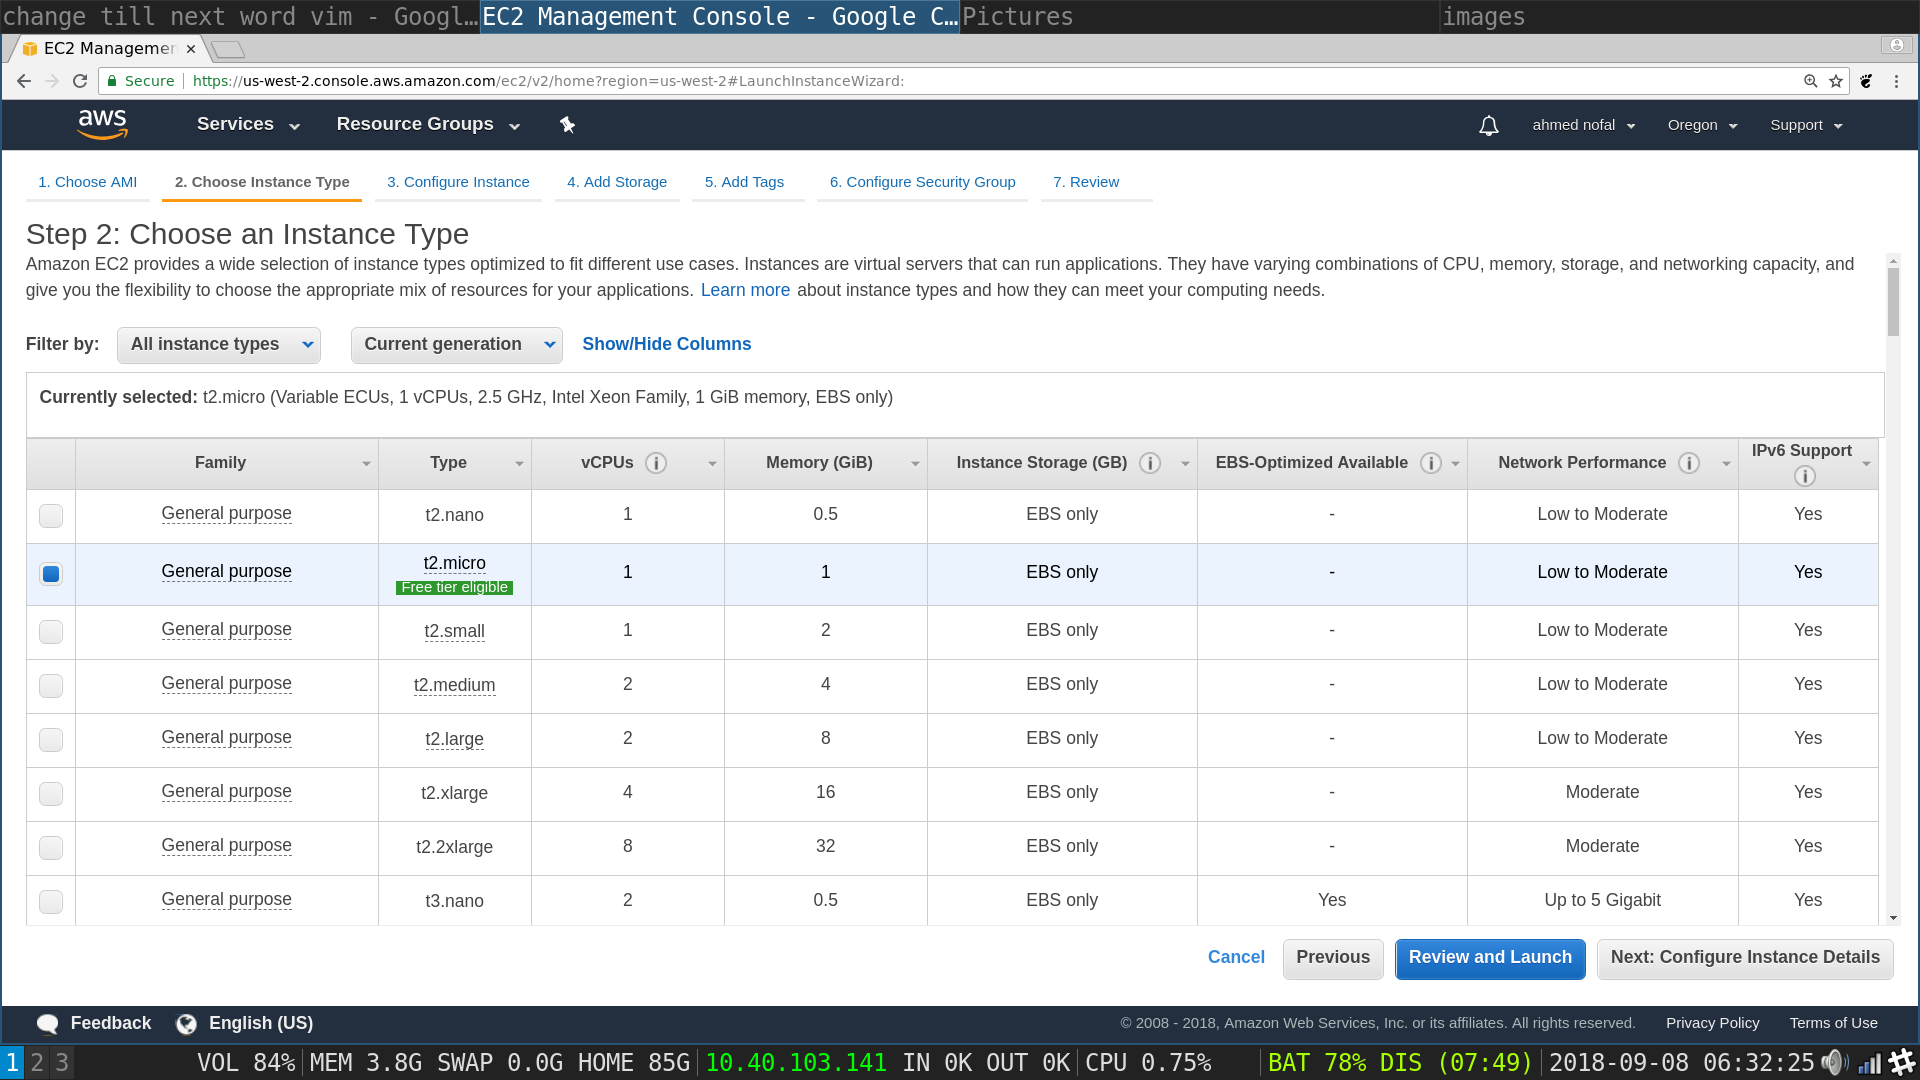 change till next word vim - Googl… EC2 Management Console - Google C… Pictures images
EC2 Managemen
Secure https://us-west-2.console.aws.amazon.com/ec2/v2/home?region=us-west-2#LaunchInstanceWizard:
aws Services Resource Groups ahmed nofal Oregon Support
1. Choose AMI 2. Choose Instance Type 3. Configure Instance 4. Add Storage 5. Add Tags 6. Configure Security Group 7. Review
Step 2: Choose an Instance Type
Amazon EC2 provides a wide selection of instance types optimized to fit different use cases. Instances are virtual servers that can run applications. They have varying combinations of CPU, memory, storage, and networking capacity, and
give you the flexibility to choose the appropriate mix of resources for your applications. Learn more about instance types and how they can meet your computing needs.
Filter by: All instance types Current generation Show/Hide Columns
Currently selected: t2.micro (Variable ECUs, 1 vCPUs, 2.5 GHz, Intel Xeon Family, 1 GiB memory, EBS only)
Family Type vCPUs Memory (GiB) Instance Storage (GB) EBS-Optimized Available Network Performance IPv6 Support
General purpose t2.nano 1 0.5 EBS only - Low to Moderate Yes
General purpose t2.micro 1 1 EBS only - Low to Moderate Yes
Free tier eligible
General purpose t2.small 1 2 EBS only - Low to Moderate Yes
General purpose t2.medium 2 4 EBS only - Low to Moderate Yes
General purpose t2.large 2 8 EBS only - Low to Moderate Yes
General purpose t2.xlarge 4 16 EBS only - Moderate Yes
General purpose t2.2xlarge 8 32 EBS only - Moderate Yes
General purpose t3.nano 2 0.5 EBS only Yes Up to 5 Gigabit Yes
Cancel Previous Review and Launch Next: Configure Instance Details
Feedback English (US) © 2008 - 2018, Amazon Web Services, Inc. or its affiliates. All rights reserved. Privacy Policy Terms of Use
1 2 3 VOL 84% MEM 3.8G SWAP 0.0G HOME 85G 10.40.103.141 IN 0K OUT 0K CPU 0.75% BAT 78% DIS (07:49) 2018-09-08 06:32:25